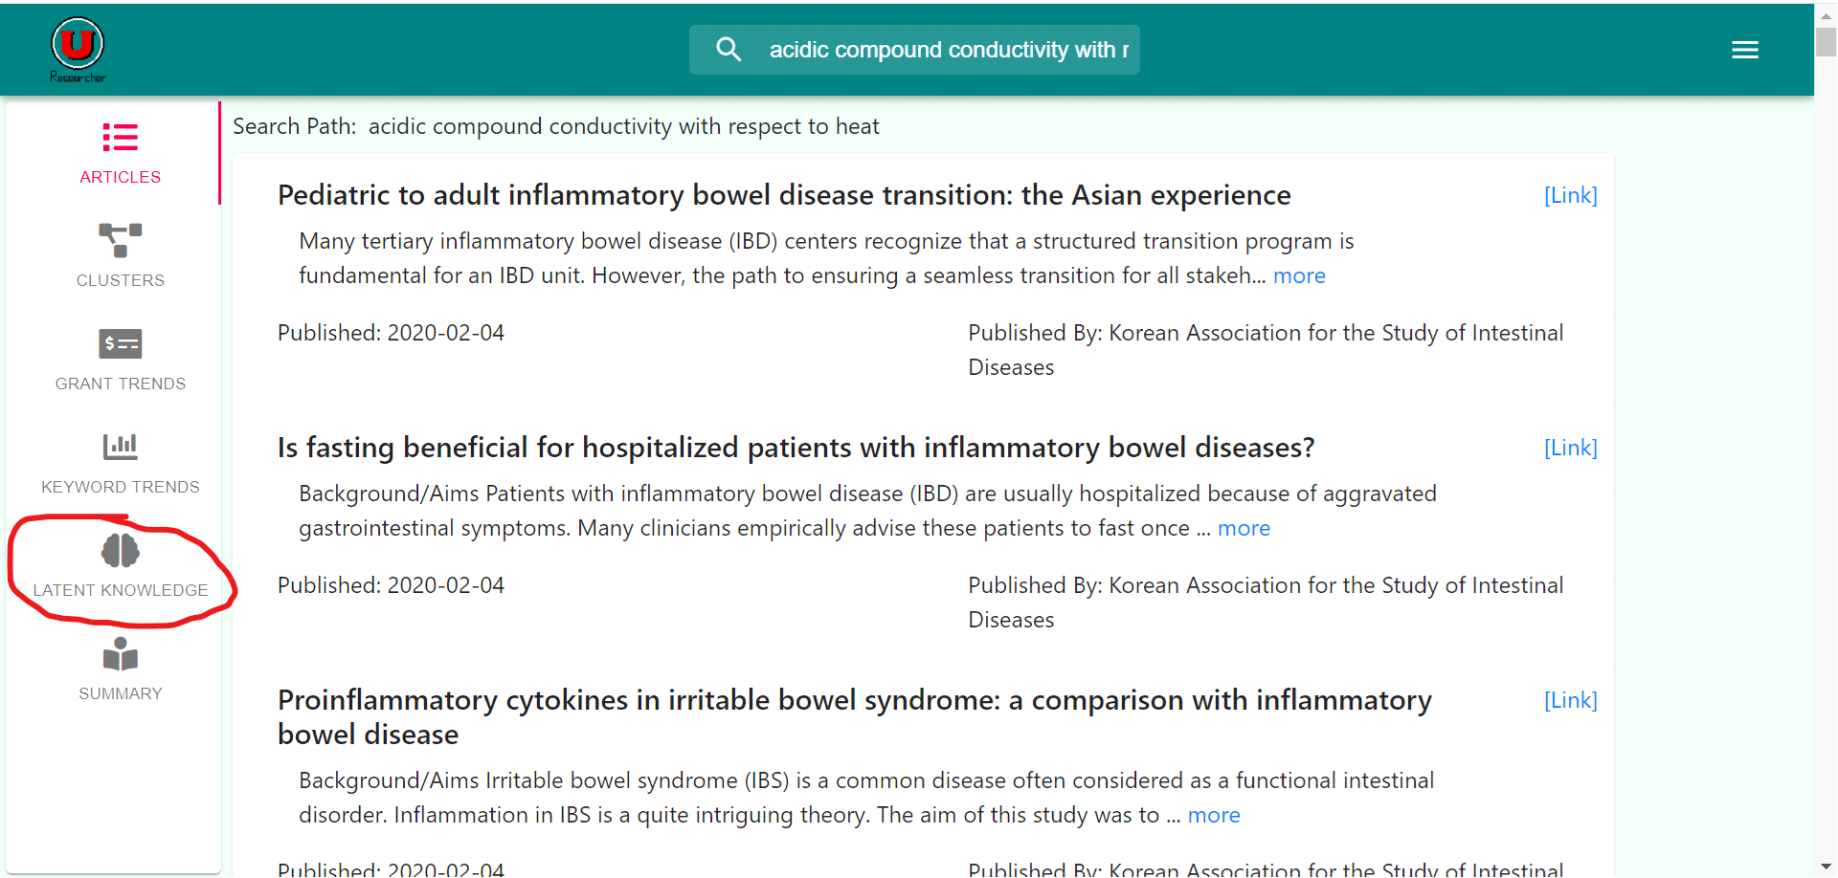 U
Researcher
acidic compound conductivity with r
ARTICLES
CLUSTERS
$
GRANT TRENDS
KEYWORD TRENDS
LATENT KNOWLEDGE
SUMMARY
Search Path: acidic compound conductivity with respect to heat
Pediatric to adult inflammatory bowel disease transition: the Asian experience [Link]
Many tertiary inflammatory bowel disease (IBD) centers recognize that a structured transition program is
fundamental for an IBD unit. However, the path to ensuring a seamless transition for all stakeh... more
Published: 2020-02-04
Published By: Korean Association for the Study of Intestinal
Diseases
Is fasting beneficial for hospitalized patients with inflammatory bowel diseases? [Link]
Background/Aims Patients with inflammatory bowel disease (IBD) are usually hospitalized because of aggravated
gastrointestinal symptoms. Many clinicians empirically advise these patients to fast once ... more
Published: 2020-02-04
Published By: Korean Association for the Study of Intestinal
Diseases
Proinflammatory cytokines in irritable bowel syndrome: a comparison with inflammatory [Link]
bowel disease
Background/Aims Irritable bowel syndrome (IBS) is a common disease often considered as a functional intestinal
disorder. Inflammation in IBS is a quite intriguing theory. The aim of this study was to ... more
Published: 2020-02-04
Published By: Korean Association for the Study of Intestinal